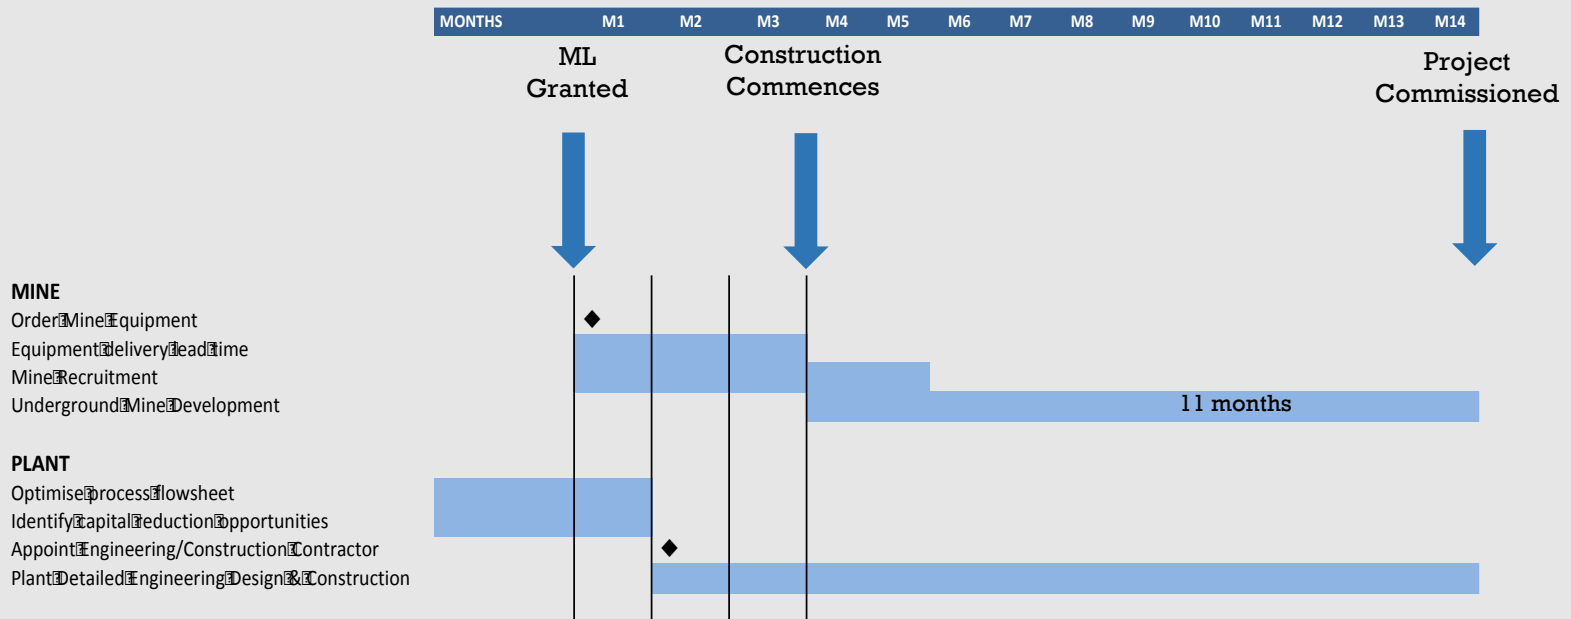 MONTHS M1 M2 M3 M4 M5 M6 M7 M8 M9 M10 M11 M12 M13 M14
ML
Granted
Construction
Commences
Project
Commissioned
MINE
Order Mine Equipment
Equipment delivery lead time
Mine Recruitment
Underground Mine Development
11 months
PLANT
Optimise process flowsheet
Identify capital reduction opportunities
Appoint Engineering/Construction Contractor
Plant Detailed Engineering Design & Construction